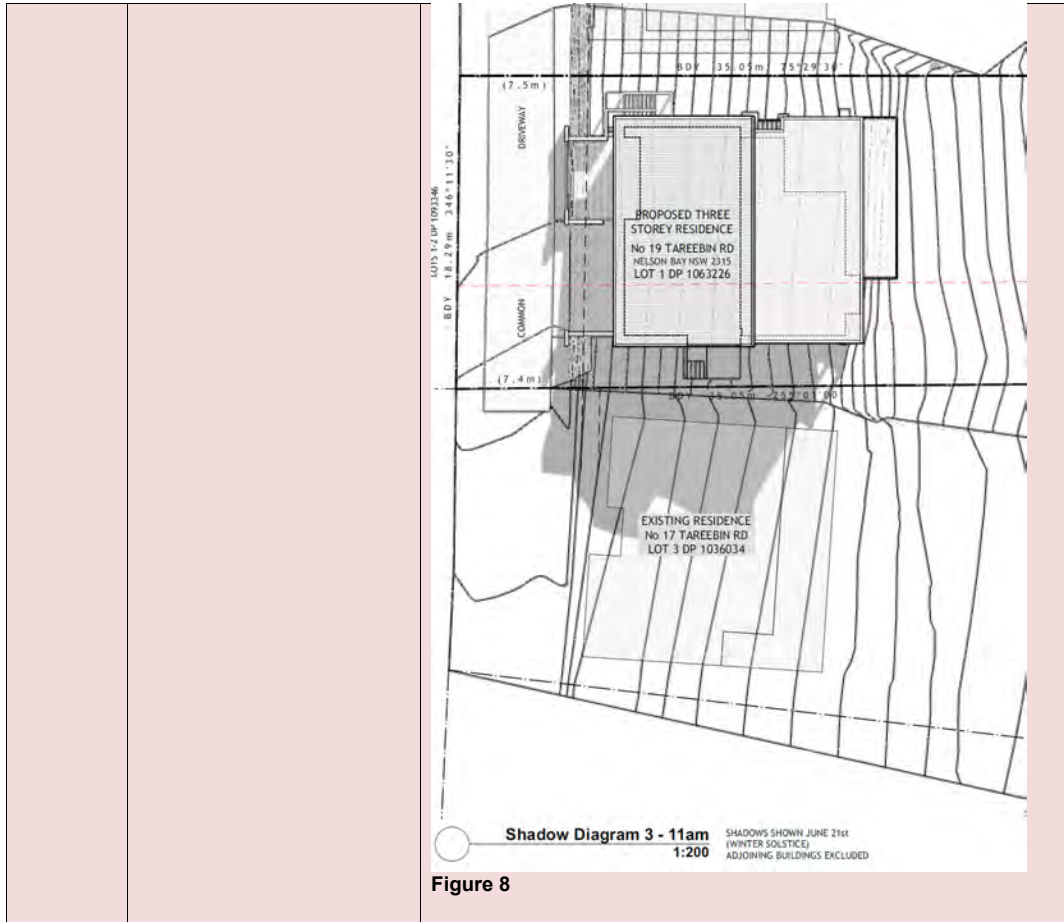 BDY 35.05m 75°29'30"
(7.5m)
DRIVEWAY
LOTS 1-2 DP 1093346
BDY 18.29m 346°11'30"
PROPOSED THREE
STOREY RESIDENCE
No 19 TAREEBIN RD
NELSON BAY NSW 2315
LOT 1 DP 1063226
COMMON
(7.4m)
BDY 35.05m 255°01'00"
EXISTING RESIDENCE
No 17 TAREEBIN RD
LOT 3 DP 1036034
Shadow Diagram 3 - 11am
1:200
SHADOWS SHOWN JUNE 21st
(WINTER SOLSTICE)
ADJOINING BUILDINGS EXCLUDED
Figure 8